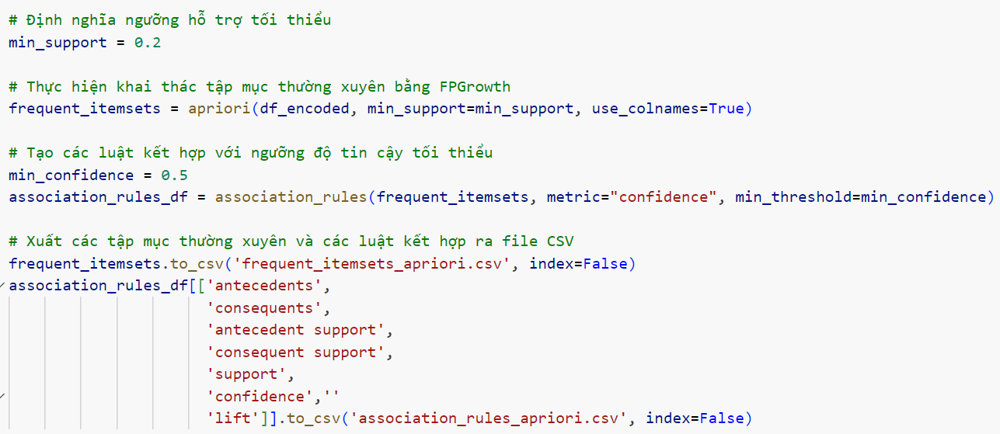 # Định nghĩa ngưỡng hỗ trợ tối thiểu
min_support = 0.2
# Thực hiện khai thác tập mục thường xuyên bằng FPGrowth
frequent_itemsets = apriori(df_encoded, min_support=min_support, use_colnames=True)
# Tạo các luật kết hợp với ngưỡng độ tin cậy tối thiểu
min_confidence = 0.5
association_rules_df = association_rules(frequent_itemsets, metric="confidence", min_threshold=min_confidence)
# Xuất các tập mục thường xuyên và các luật kết hợp ra file CSV
frequent_itemsets.to_csv('frequent_itemsets_apriori.csv', index=False)
association_rules_df[['antecedents',
'consequents',
'antecedent support',
'consequent support',
'support',
'confidence',''
'lift']].to_csv('association_rules_apriori.csv', index=False)